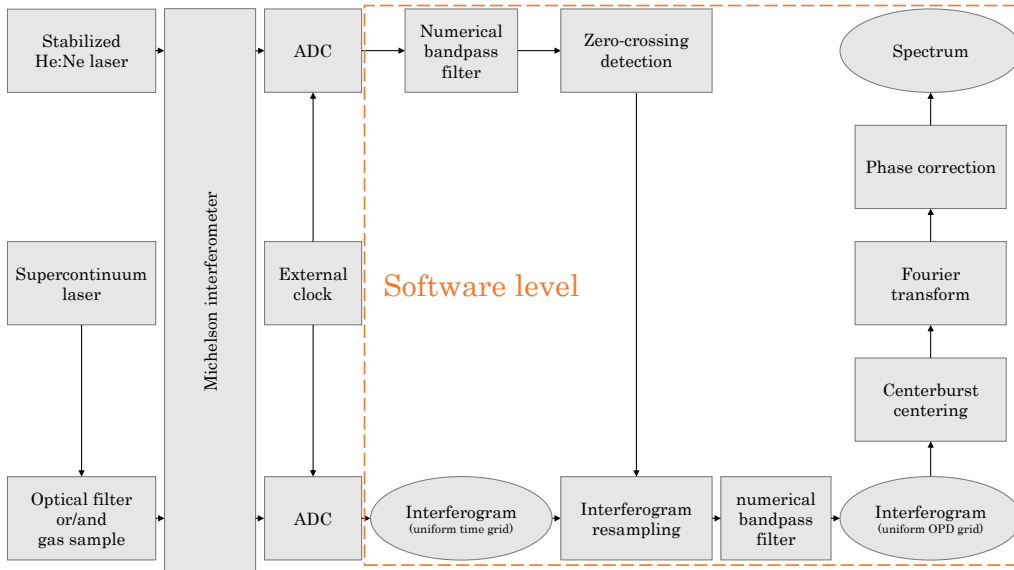 Stabilized
He:Ne laser
Michelson interferometer
ADC
Numerical
bandpass
filter
Zero-crossing
detection
Spectrum
Phase correction
Supercontinuum
laser
External
clock
Software level
Fourier
transform
Centerburst
centering
Optical filter
or/and
gas sample
ADC
Interferogram
(uniform time grid)
Interferogram
resampling
numerical
bandpass
filter
Interferogram
(uniform OPD grid)